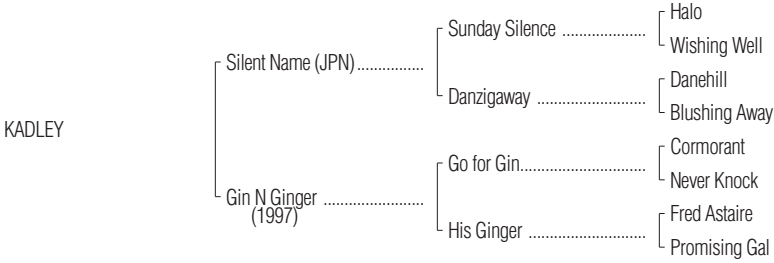 Halo
Sunday Silence ....................
Wishing Well
Silent Name (JPN)................
Danehill
Danzigaway ..........................
Blushing Away
KADLEY
Cormorant
Go for Gin..............................
Never Knock
Gin N Ginger ........................
(1997)
Fred Astaire
His Ginger ............................
Promising Gal